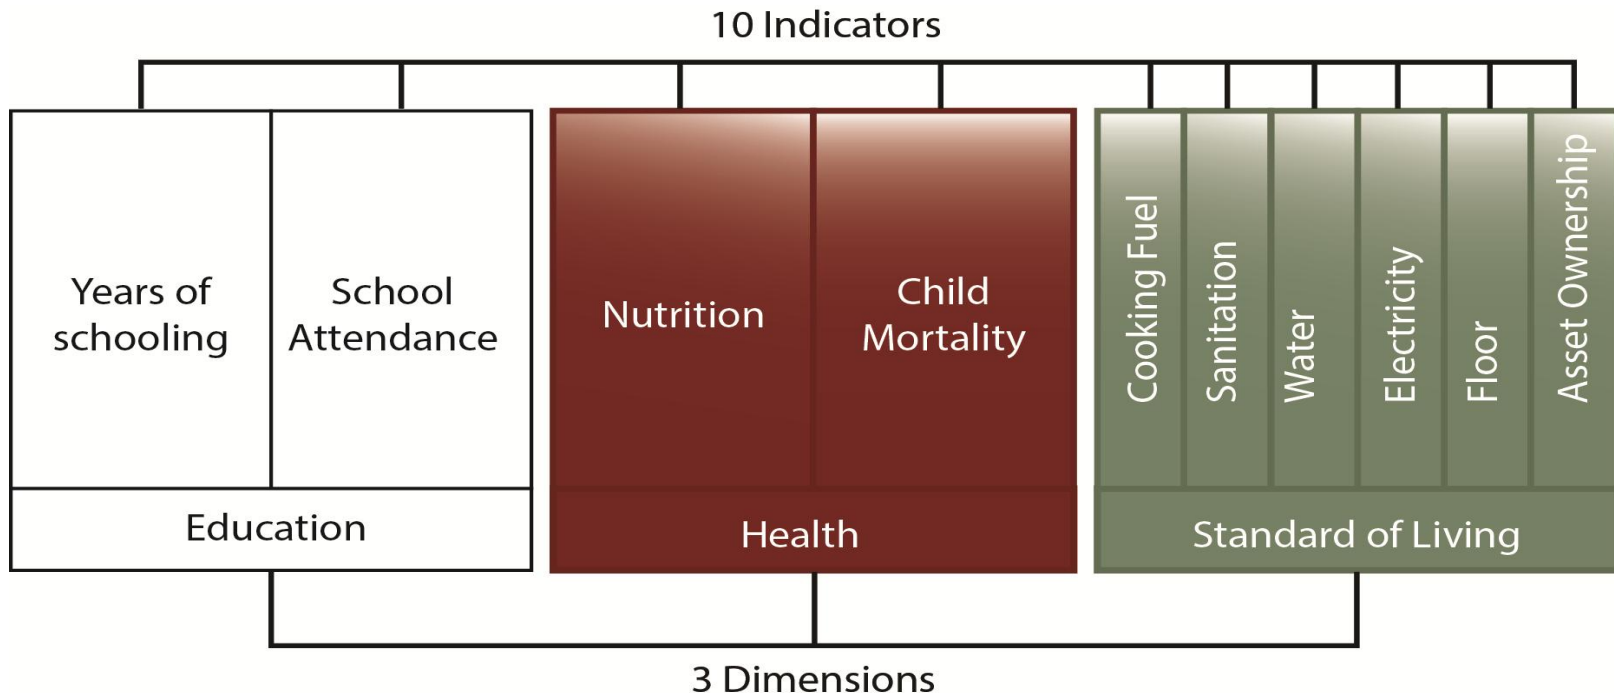 10 Indicators
Years of
schooling
School
Attendance
Nutrition
Child
Mortality
Cooking Fuel
Sanitation
Water
Electricity
Floor
Asset Ownership
Education
Health
Standard of Living
3 Dimensions